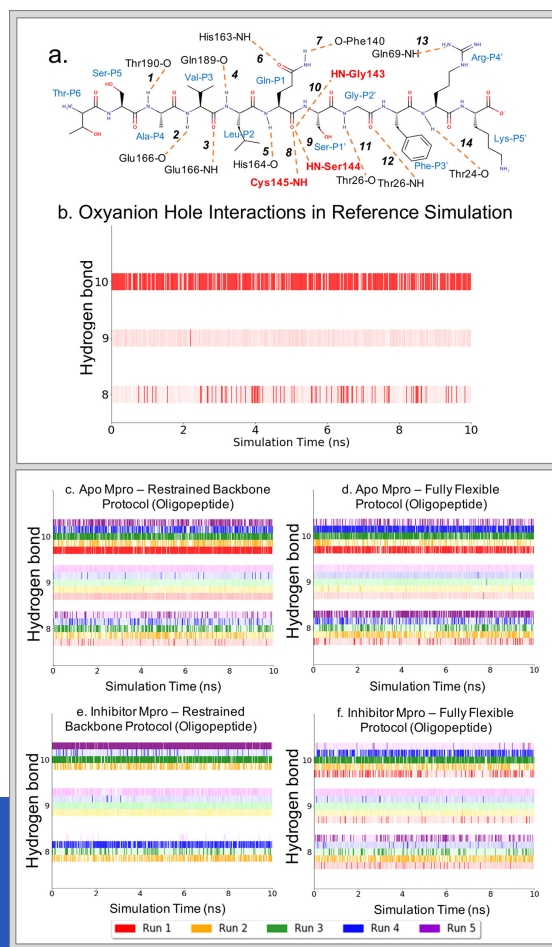 a.
His163-NH
7
O-Phe140
13
Thr190-O
Gln189-O
6
Gln69-NH
Ser-P5
1
Val-P3
4
Gln-P1
10
HN-Gly143
Arg-P4'
Thr-P6
Gly-P2'
Ala-P4
2
Leu-P2
9
Ser-P1'
Lys-P5'
Glu166-O
3
5
8
11
12
14
Glu166-NH
His164-O
HN-Ser144
Phe-P3'
Cys145-NH
Thr26-O
Thr26-NH
Thr24-O
b. Oxyanion Hole Interactions in Reference Simulation
Hydrogen bond
10
9
8
0 2 4 6 8 10
Simulation Time (ns)
c. Apo Mpro – Restrained Backbone
Protocol (Oligopeptide)
Hydrogen bond
10
9
8
0 2 4 6 8 10
Simulation Time (ns)
d. Apo Mpro – Fully Flexible
Protocol (Oligopeptide)
Hydrogen bond
10
9
8
0 2 4 6 8 10
Simulation Time (ns)
e. Inhibitor Mpro – Restrained
Backbone Protocol (Oligopeptide)
Hydrogen bond
10
9
8
0 2 4 6 8 10
Simulation Time (ns)
f. Inhibitor Mpro – Fully Flexible
Protocol (Oligopeptide)
Hydrogen bond
10
9
8
0 2 4 6 8 10
Simulation Time (ns)
Run 1 Run 2 Run 3 Run 4 Run 5